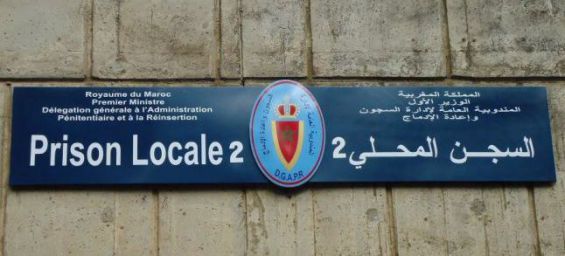 Royaume du Maroc
Premier Ministre
Délégation générale à l'Administration
Pénitentiaire et à la Réinsertion
Prison Locale 2
D.G.A.P.R
المملكة المغربية
الوزير الأول
المندوبية العامة لإدارة السجون
وإعادة الإدماج
السجن المحلي 2